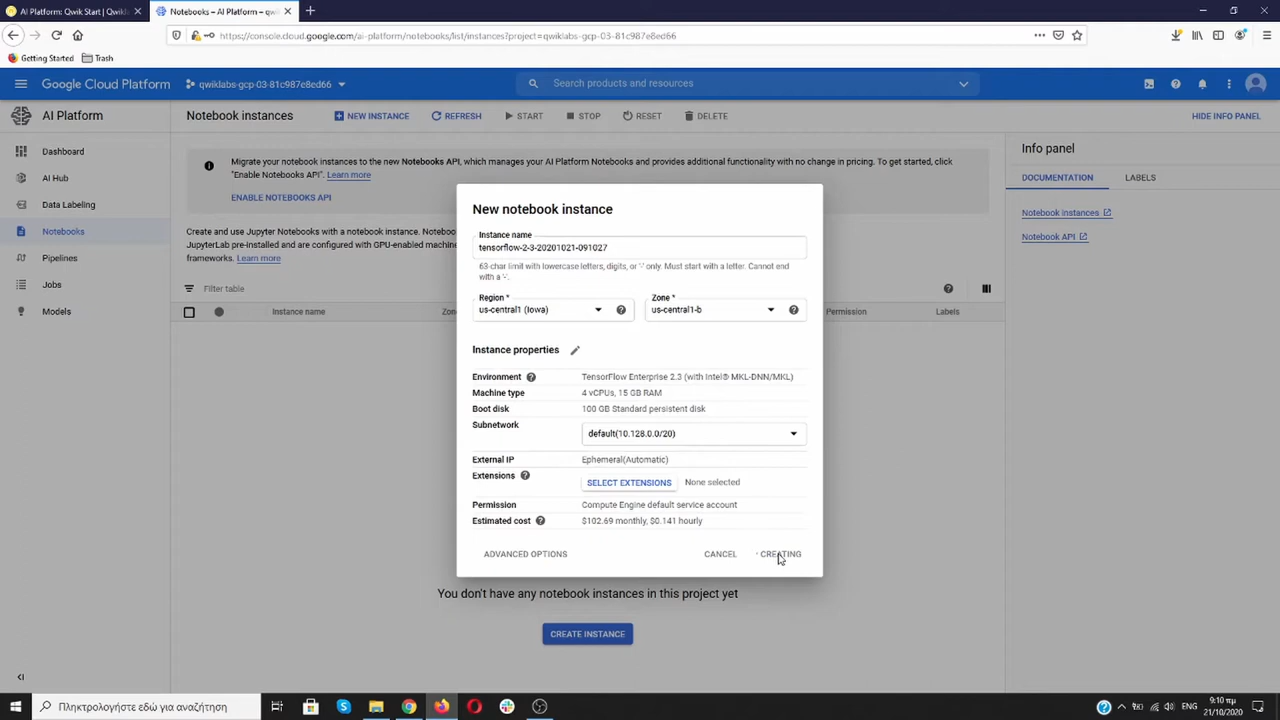 AI Platform: Qwik Start | Qwikla
Notebooks – AI Platform – qw
https://console.cloud.google.com/ai-platform/notebooks/list/instances?project=qwiklabs-gcp-03-81c987e8ed66
Getting Started
Trash
Google Cloud Platform
qwiklabs-gcp-03-81c987e8ed66
Search products and resources
AI Platform
Notebook instances
NEW INSTANCE
REFRESH
START
STOP
RESET
DELETE
HIDE INFO PANEL
Dashboard
AI Hub
Data Labeling
Notebooks
Pipelines
Jobs
Models
Migrate your notebook instances to the new Notebooks API, which manages your AI Platform Notebooks and provides additional functionality with no change in pricing. To get started, click
"Enable Notebooks API". Learn more
ENABLE NOTEBOOKS API
Create and use Jupyter Notebooks with a notebook instance. Notebook
JupyterLab pre-installed and are configured with GPU-enabled machine
frameworks. Learn more
Filter table
Instance name
Zon
Permission
Labels
New notebook instance
Instance name
tensorflow-2-3-20201021-091027
63-char limit with lowercase letters, digits, or '-' only. Must start with a letter. Cannot end
with a '-'.
Region *
us-central1 (Iowa)
Zone *
us-central1-b
Instance properties
Environment
TensorFlow Enterprise 2.3 (with Intel® MKL-DNN/MKL)
Machine type
4 vCPUs, 15 GB RAM
Boot disk
100 GB Standard persistent disk
Subnetwork
default(10.128.0.0/20)
External IP
Ephemeral(Automatic)
Extensions
SELECT EXTENSIONS
None selected
Permission
Compute Engine default service account
Estimated cost
$102.69 monthly, $0.141 hourly
ADVANCED OPTIONS
CANCEL
CREATING
You don't have any notebook instances in this project yet
CREATE INSTANCE
Info panel
DOCUMENTATION
LABELS
Notebook instances
Notebook API
Πληκτρολογήστε εδώ για αναζήτηση
ENG
9:10 πμ
21/10/2020